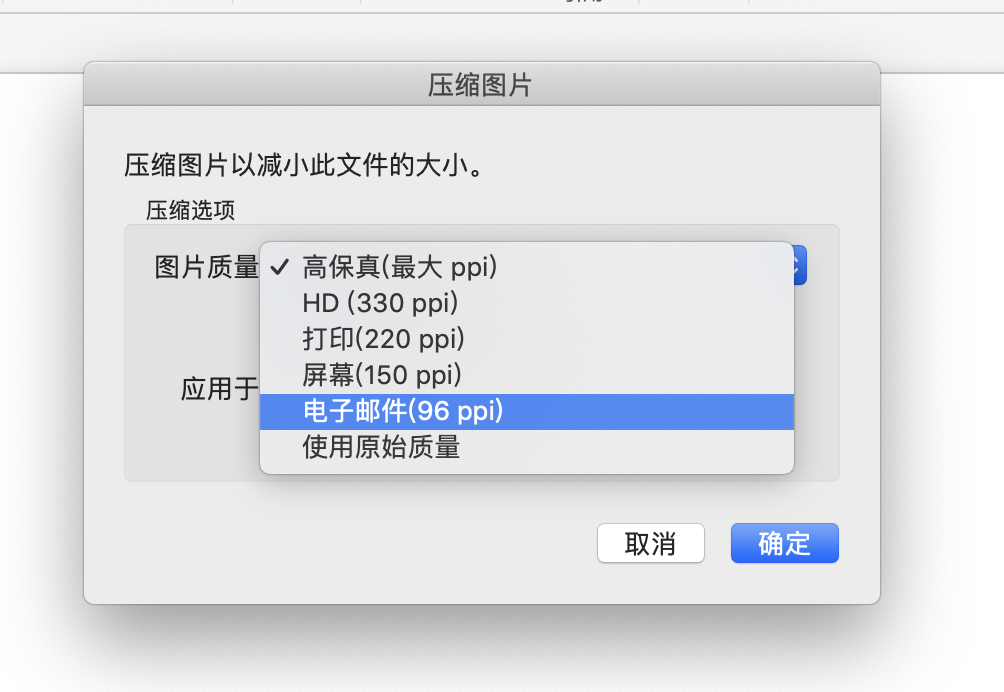 压缩图片
压缩图片以减小此文件的大小。
压缩选项
图片质量
高保真(最大 ppi)
HD (330 ppi)
打印(220 ppi)
屏幕(150 ppi)
应用于
电子邮件(96 ppi)
使用原始质量
取消
确定